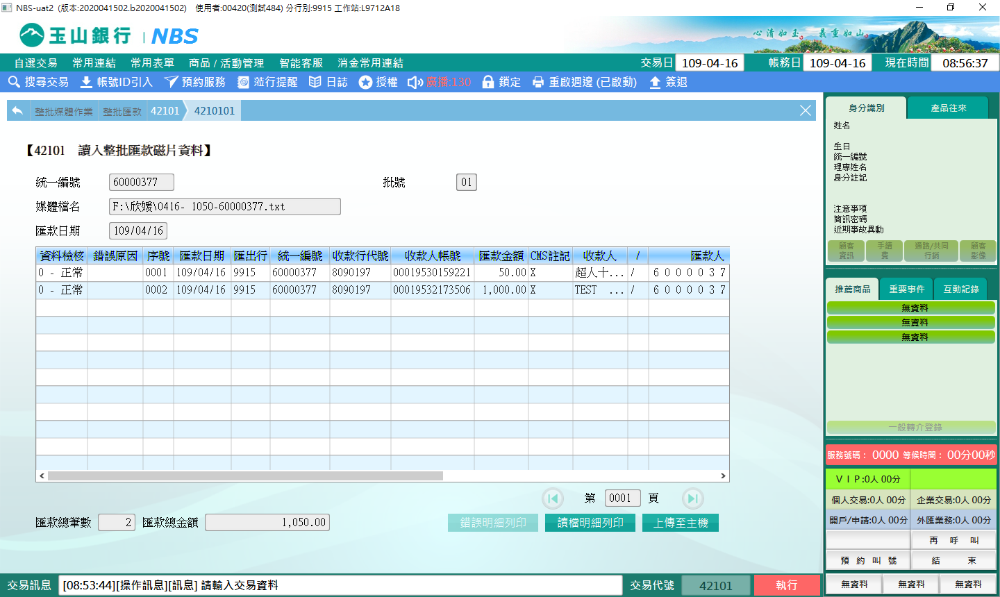 NBS-uat2 (版本:2020041502.b2020041502) 使用者:00420(測試484) 分行別:9915 工作站:L9712A18
玉山銀行 | NBS
心清如玉。義重如山。
自選交易 常用連結 常用表單 商品 / 活動管理 智能客服 消金常用連結 交易日 109-04-16 帳務日 109-04-16 現在時間 08:56:37
搜尋交易 帳號ID引入 預約服務 蒞行提醒 日誌 授權 廣播:130 鎖定 重啟週邊 (已啟動) 簽退
整批媒體作業 整批匯款 42101 4210101
【42101 讀入整批匯款磁片資料】
統一編號 60000377 批號 01
媒體檔名 F:\欣媛\0416- 1050-60000377.txt
匯款日期 109/04/16
資料檢核 錯誤原因 序號 匯款日期 匯出行 統一編號 收款行代號 收款人帳號 匯款金額 CMS註記 收款人 / 匯款人
0 - 正常 0001 109/04/16 9915 60000377 8090197 00019530159221 50.00 X 超人十... / 6 0 0 0 0 3 7
0 - 正常 0002 109/04/16 9915 60000377 8090197 00019532173506 1,000.00 X TEST ... / 6 0 0 0 0 3 7
第 0001 頁
匯款總筆數 2 匯款總金額 1,050.00 錯誤明細列印 讀檔明細列印 上傳至主機
交易訊息 [08:53:44][操作訊息][訊息] 請輸入交易資料 交易代號 42101 執行
身分識別 產品往來
姓名
生日
統一編號
理專姓名
身分註記
注意事項
簡訊密碼
近期事故異動
顧客資訊 手續費 通路/共同行銷 顧客影像
推薦商品 重要事件 互動記錄
無資料
無資料
無資料
一般轉介登錄
服務號碼: 0000 等候時間: 00分00秒
VIP:0人 00分
個人交易:0人 00分 企業交易:0人 00分
開戶/申請:0人 00分 外匯業務:0人 00分
再 呼 叫
預 約 叫 號 結 束
無資料 無資料 無資料